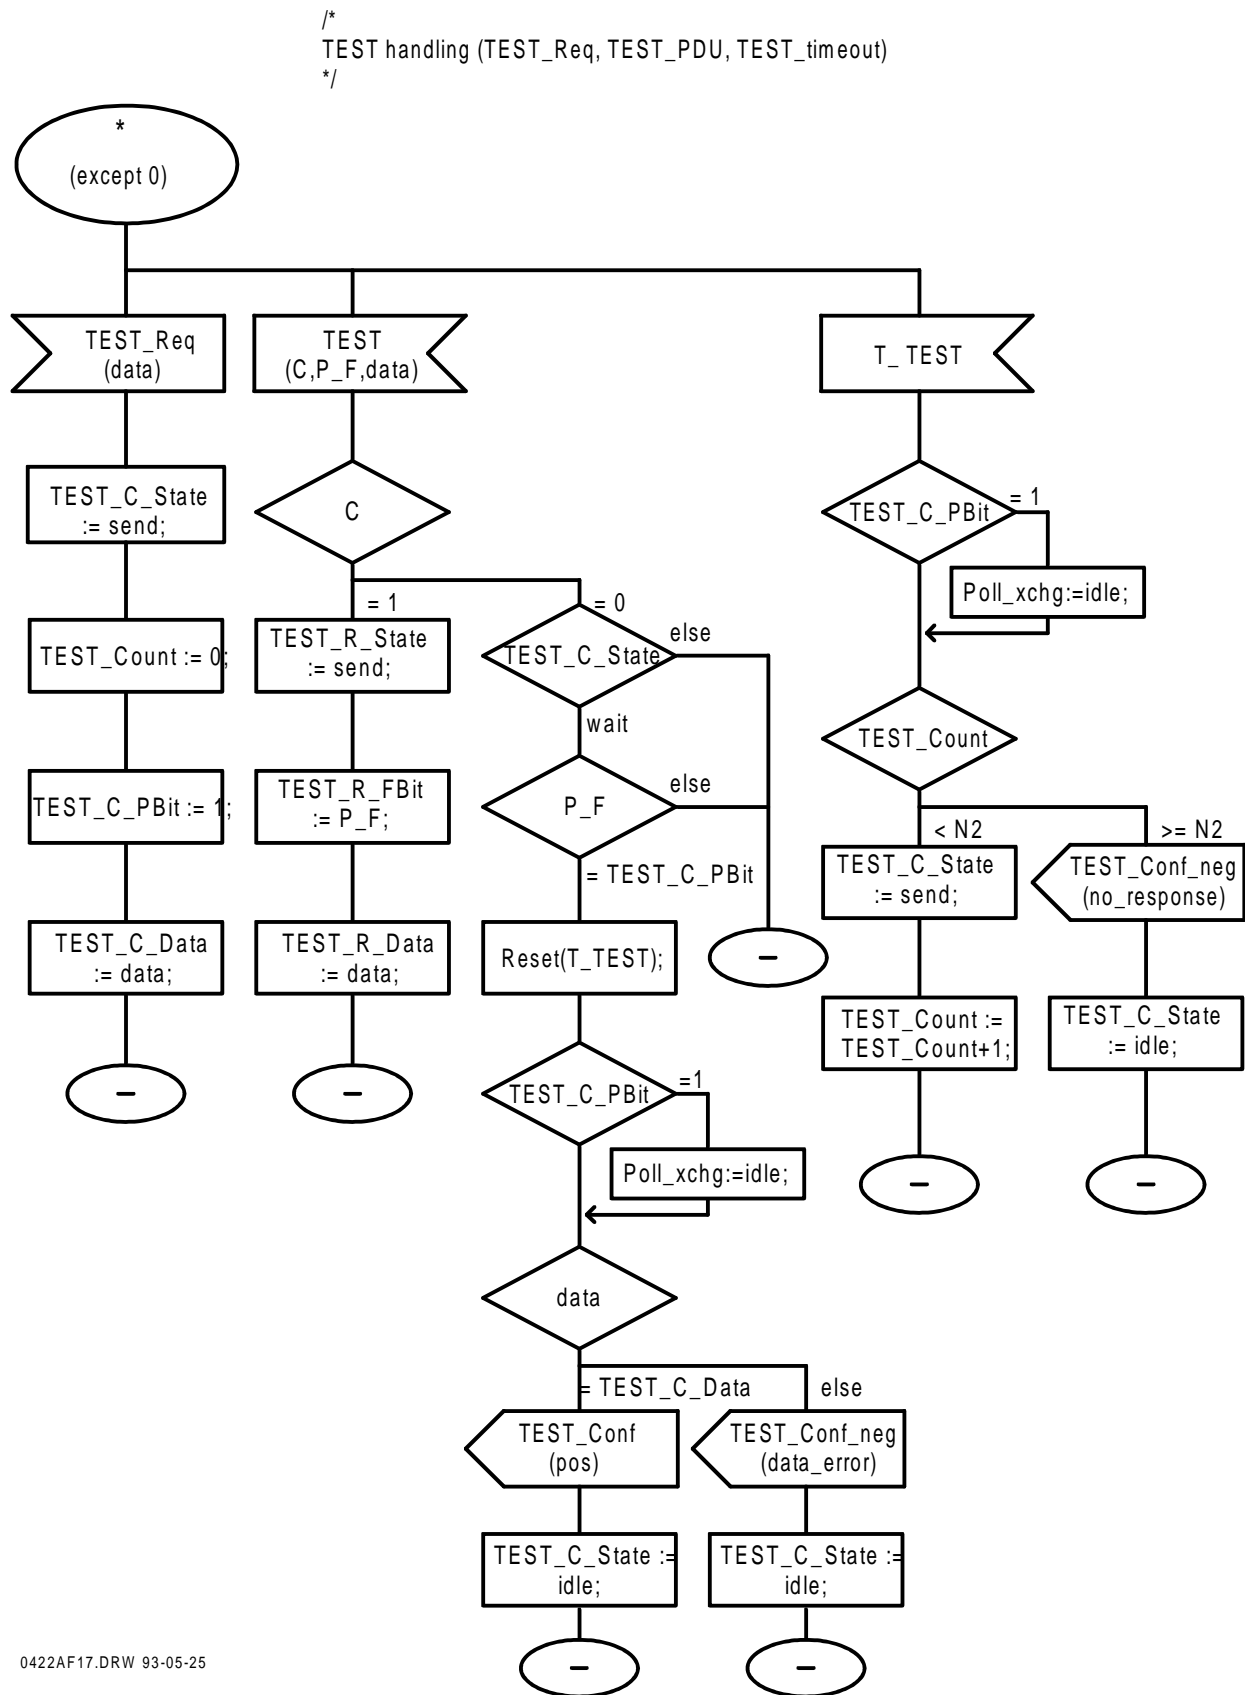 /*
TEST handling (TEST_Req, TEST_PDU, TEST_timeout)
*/
*
(except 0)
TEST_Req
(data)
TEST
(C,P_F,data)
T_ TEST
TEST_C_State
:= send;
C
TEST_C_PBit
= 1
Poll_xchg:=idle;
TEST_Count := 0;
= 1
TEST_R_State
:= send;
= 0
TEST_C_State
else
wait
TEST_Count
TEST_C_PBit := 1;
TEST_R_FBit
:= P_F;
P_F
else
= TEST_C_PBit
< N2
TEST_C_State
:= send;
>= N2
TEST_Conf_neg
(no_response)
TEST_C_Data
:= data;
TEST_R_Data
:= data;
Reset(T_TEST);
–
TEST_Count :=
TEST_Count+1;
TEST_C_State
:= idle;
–
–
TEST_C_PBit
=1
Poll_xchg:=idle;
–
–
data
= TEST_C_Data
else
TEST_Conf
(pos)
TEST_Conf_neg
(data_error)
TEST_C_State :=
idle;
TEST_C_State :=
idle;
–
–
0422AF17.DRW 93-05-25